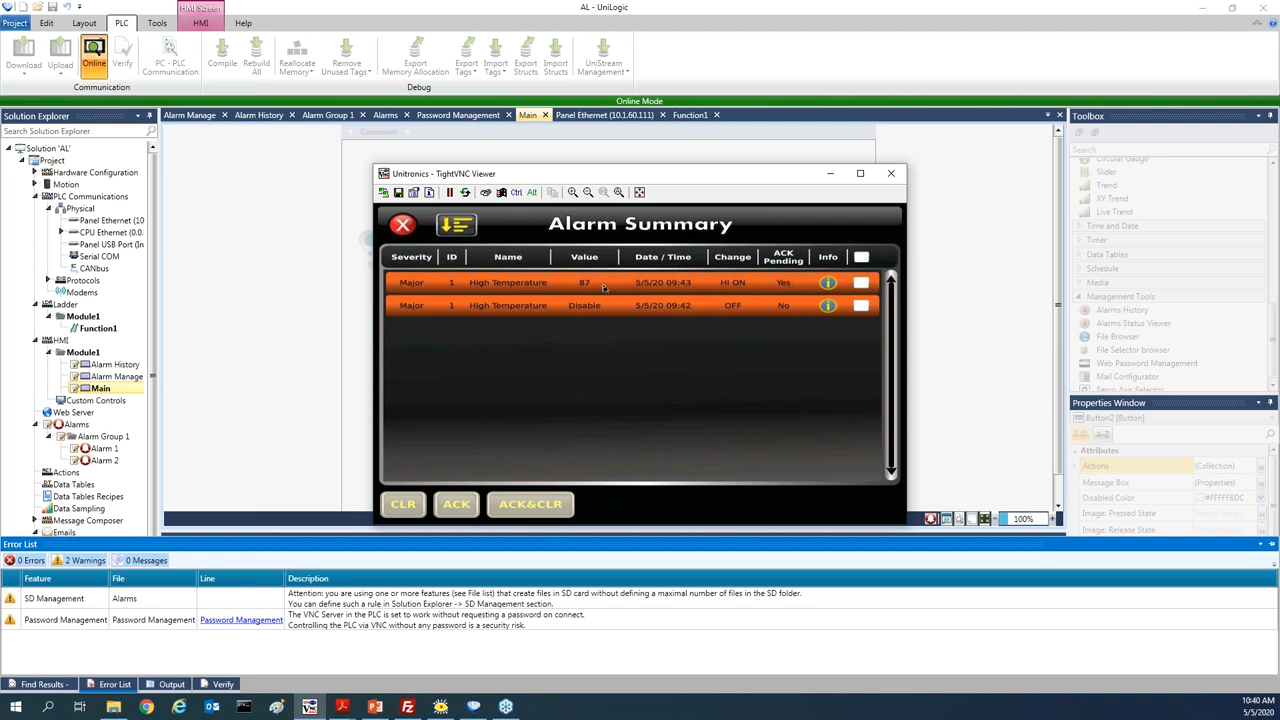 AL - UniLogic
HMI Screen
Project Edit Layout PLC Tools HMI Help
Download Upload Online Verify PC - PLC Communication Compile Rebuild All Reallocate Memory Remove Unused Tags Export Memory Allocation Export Tags Import Tags Export Structs Import Structs UniStream Management
Communication Debug
Online Mode
Solution Explorer
Search Solution Explorer
Solution 'AL'
Project
Hardware Configuration
Motion
PLC Communications
Physical
Panel Ethernet (10
CPU Ethernet (0.0.
Panel USB Port (In
Serial COM
CANbus
Protocols
Modems
Ladder
Module1
Function1
HMI
Module1
Alarm History
Alarm Manage
Main
Custom Controls
Web Server
Alarms
Alarm Group 1
Alarm 1
Alarm 2
Actions
Data Tables
Data Tables Recipes
Data Sampling
Message Composer
Emails
Alarm Manage Alarm History Alarm Group 1 Alarms Password Management Main Panel Ethernet (10.1.60.111) Function1
Comment
Unitronics - TightVNC Viewer
Ctrl Alt
Alarm Summary
Severity ID Name Value Date / Time Change ACK Pending Info
Major 1 High Temperature 87 5/5/20 09:43 HI ON Yes
Major 1 High Temperature Disable 5/5/20 09:42 OFF No
CLR ACK ACK&CLR
100%
Toolbox
Search
Circular Gauge
Slider
Trend
XY Trend
Live Trend
Date and Time
Timer
Data Tables
Schedule
Media
Management Tools
Alarms History
Alarms Status Viewer
File Browser
File Selector browser
Web Password Management
Mail Configurator
Servo Axis Selector
Properties Window
Button2 [Button]
Attributes
Actions (Collection)
Message Box (Properties)
Disabled Color #FFFFF8DC
Image: Pressed State
Image: Release State
Error List
0 Errors 2 Warnings 0 Messages
Feature File Line Description
SD Management Alarms Attention: you are using one or more features (see File list) that create files in SD card without defining a maximal number of files in the SD folder.
You can define such a rule in Solution Explorer -> SD Management section.
Password Management Password Management Password Management The VNC Server in the PLC is set to work without requesting a password on connect.
Controlling the PLC via VNC without any password is a security risk.
Find Results - Error List Output Verify
10:40 AM
5/5/2020